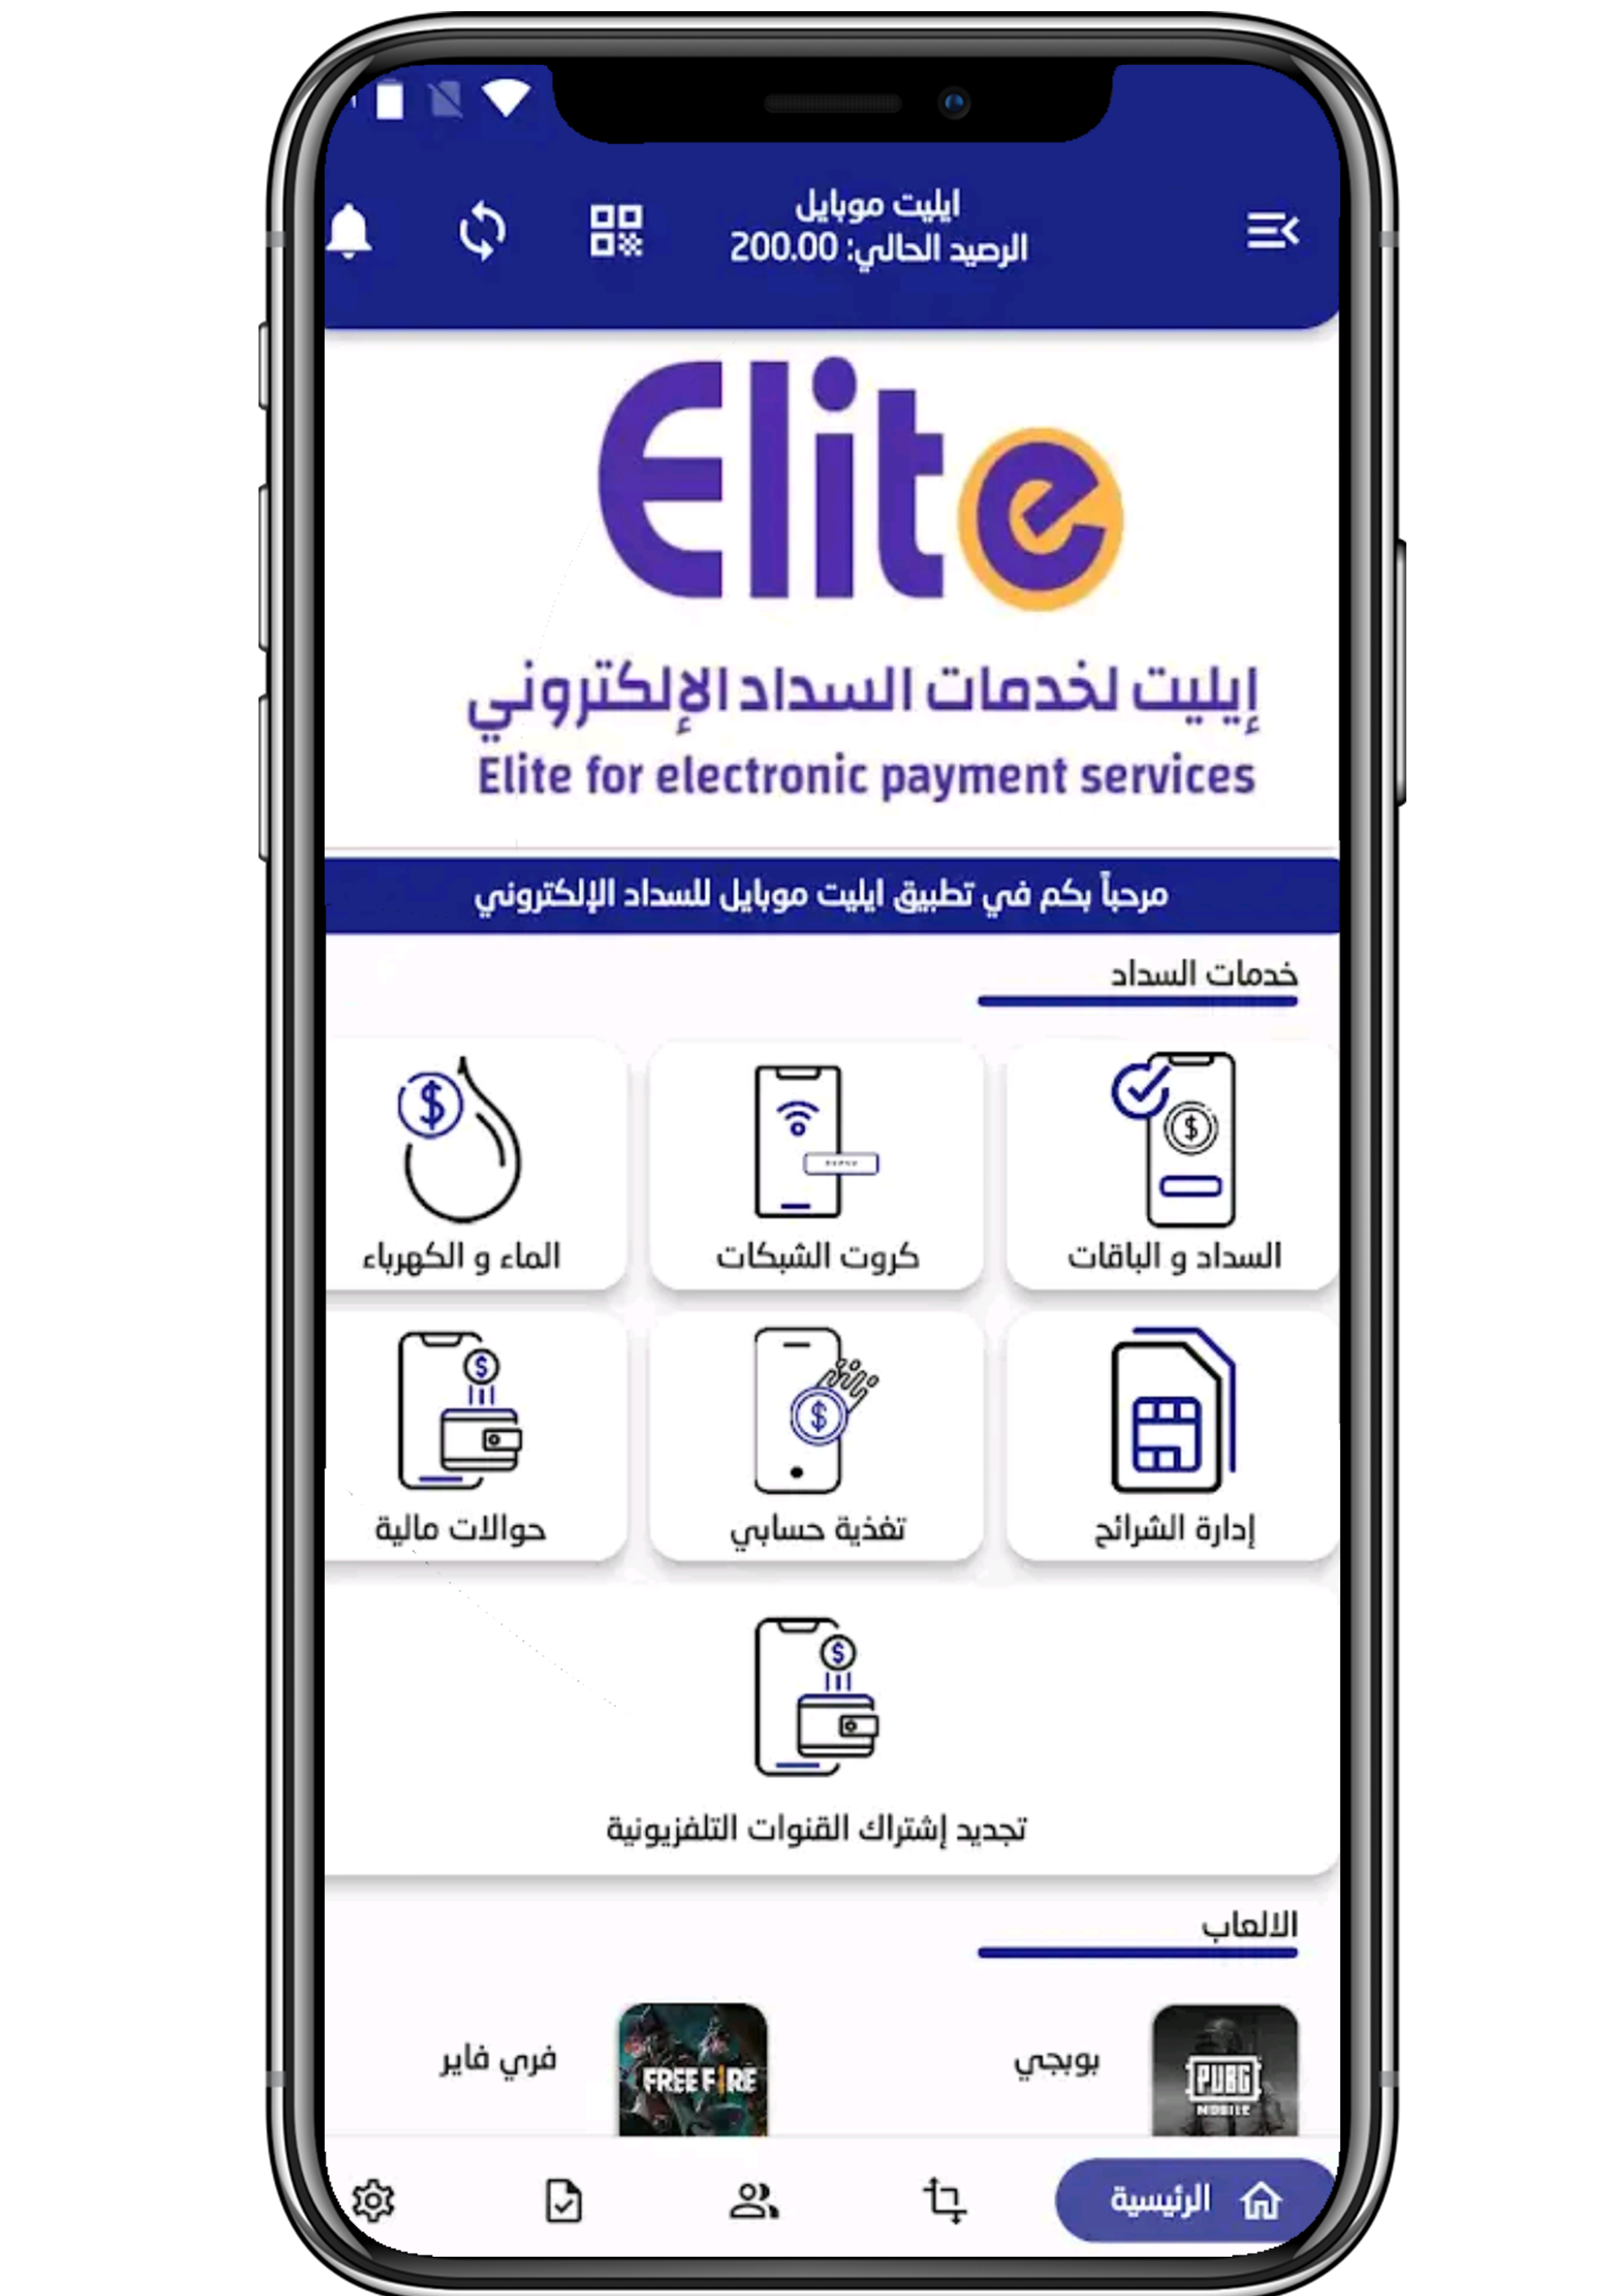 ايليت موبايل
الرصيد الحالي: 200.00
Elite
إيليت لخدمات السداد الإلكتروني
Elite for electronic payment services
مرحباً بكم في تطبيق ايليت موبايل للسداد الإلكتروني
خدمات السداد
السداد و الباقات
كروت الشبكات
الماء و الكهرباء
إدارة الشرائح
تغذية حسابي
حوالات مالية
تجديد إشتراك القنوات التلفزيونية
الالعاب
بوبجي
PUBG
MOBILE
فري فاير
FREE FIRE
الرئيسية